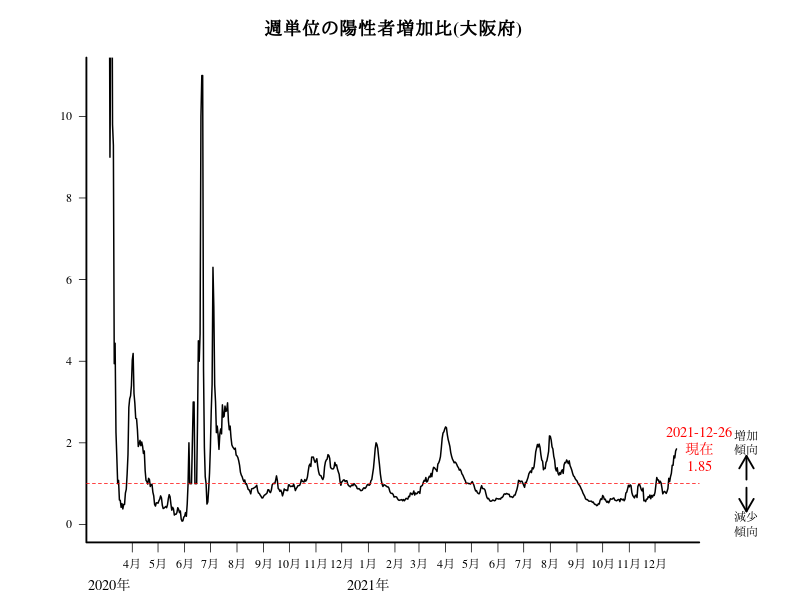 週単位の陽性者増加比(大阪府)
10
8
6
4
2
0
2021-12-26
現在
1.85
増加
傾向
減少
傾向
4月 5月 6月 7月 8月 9月 10月 11月 12月 1月 2月 3月 4月 5月 6月 7月 8月 9月 10月 11月 12月
2020年 2021年